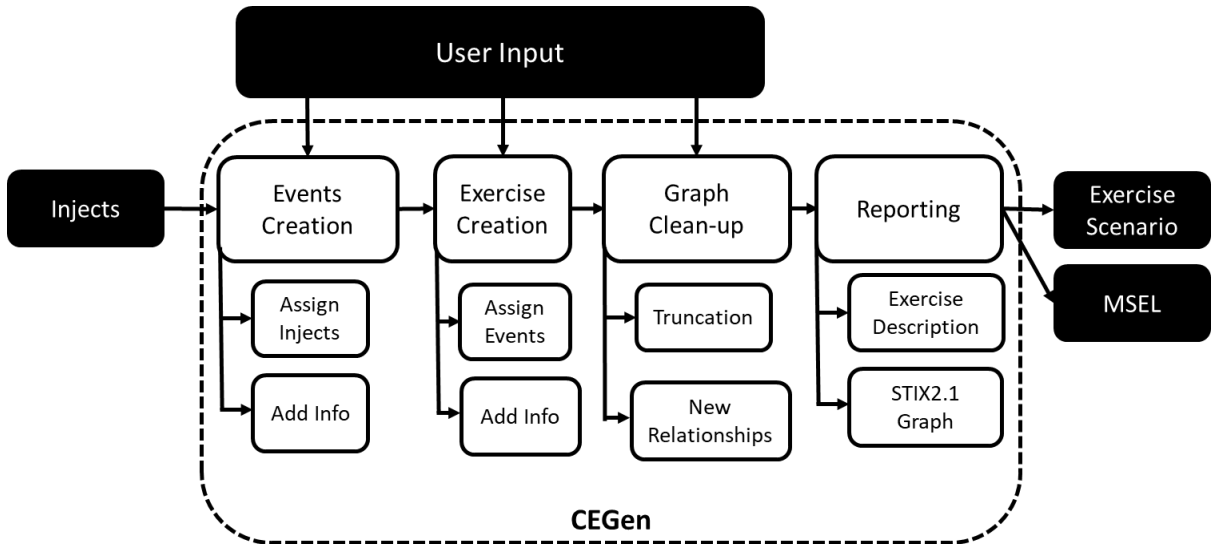 User Input
Injects
Events
Creation
Exercise
Creation
Graph
Clean-up
Reporting
Exercise
Scenario
MSEL
Assign
Injects
Add Info
Assign
Events
Add Info
Truncation
New
Relationships
Exercise
Description
STIX2.1
Graph
CEGen